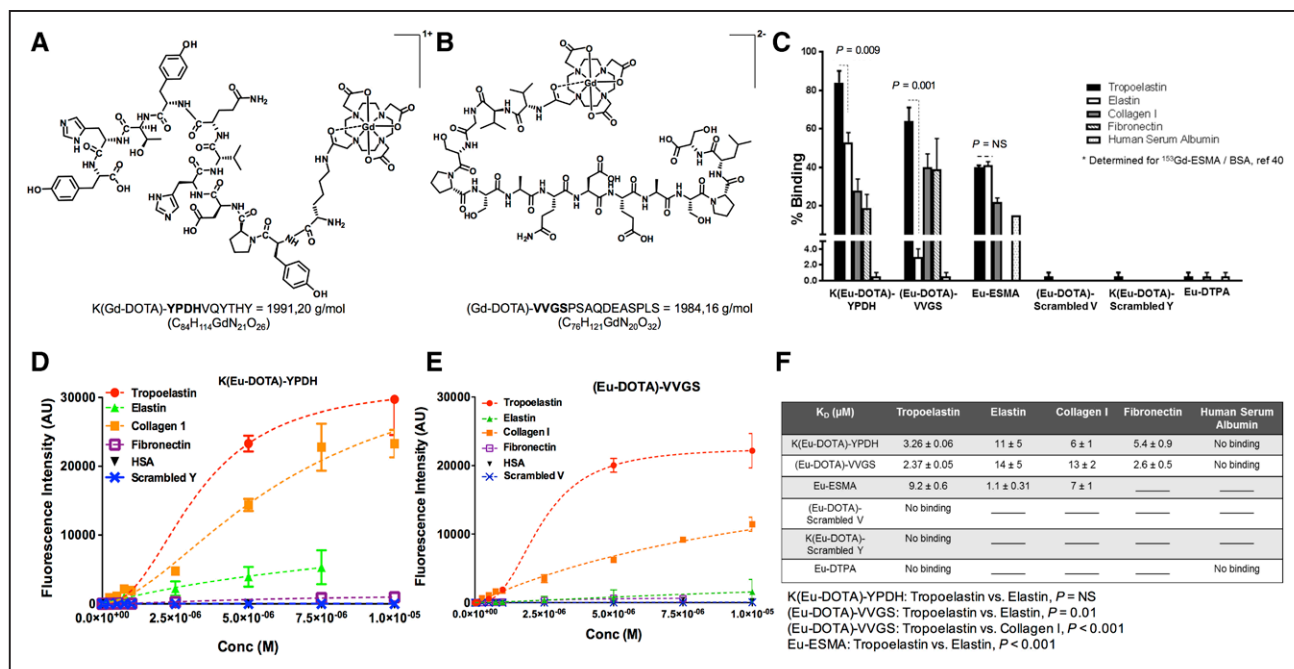 A
B
C
1+
2-
K(Gd-DOTA)-YPDHVQYTHY = 1991,20 g/mol
(C84H114GdN21O26)
(Gd-DOTA)-VVGSPSAQDEASPLS = 1984,16 g/mol
(C76H121GdN20O32)
P = 0.009
P = 0.001
P = NS
% Binding
80
60
40
20
4.0
2.0
0.0
Tropoelastin
Elastin
Collagen I
Fibronectin
Human Serum Albumin
* Determined for 153Gd-ESMA / BSA, ref 40
K(Eu-DOTA)-YPDH
(Eu-DOTA)-VVGS
Eu-ESMA
(Eu-DOTA)-Scrambled V
K(Eu-DOTA)-Scrambled Y
Eu-DTPA
D
K(Eu-DOTA)-YPDH
Fluorescence Intensity (AU)
30000
20000
10000
0
Tropoelastin
Elastin
Collagen 1
Fibronectin
HSA
Scrambled Y
0.0×10+00
2.5×10-06
5.0×10-06
7.5×10-06
1.0×10-05
Conc (M)
E
(Eu-DOTA)-VVGS
Fluorescence Intensity (AU)
30000
20000
10000
0
Tropoelastin
Elastin
Collagen I
Fibronectin
HSA
Scrambled V
0.0×10+00
2.5×10-06
5.0×10-06
7.5×10-06
1.0×10-05
Conc (M)
F
KD (µM) Tropoelastin Elastin Collagen I Fibronectin Human Serum Albumin
K(Eu-DOTA)-YPDH 3.26 ± 0.06 11 ± 5 6 ± 1 5.4 ± 0.9 No binding
(Eu-DOTA)-VVGS 2.37 ± 0.05 14 ± 5 13 ± 2 2.6 ± 0.5 No binding
Eu-ESMA 9.2 ± 0.6 1.1 ± 0.31 7 ± 1
(Eu-DOTA)-Scrambled V No binding
K(Eu-DOTA)-Scrambled Y No binding
Eu-DTPA No binding No binding
K(Eu-DOTA)-YPDH: Tropoelastin vs. Elastin, P = NS
(Eu-DOTA)-VVGS: Tropoelastin vs. Elastin, P = 0.01
(Eu-DOTA)-VVGS: Tropoelastin vs. Collagen I, P < 0.001
Eu-ESMA: Tropoelastin vs. Elastin, P < 0.001